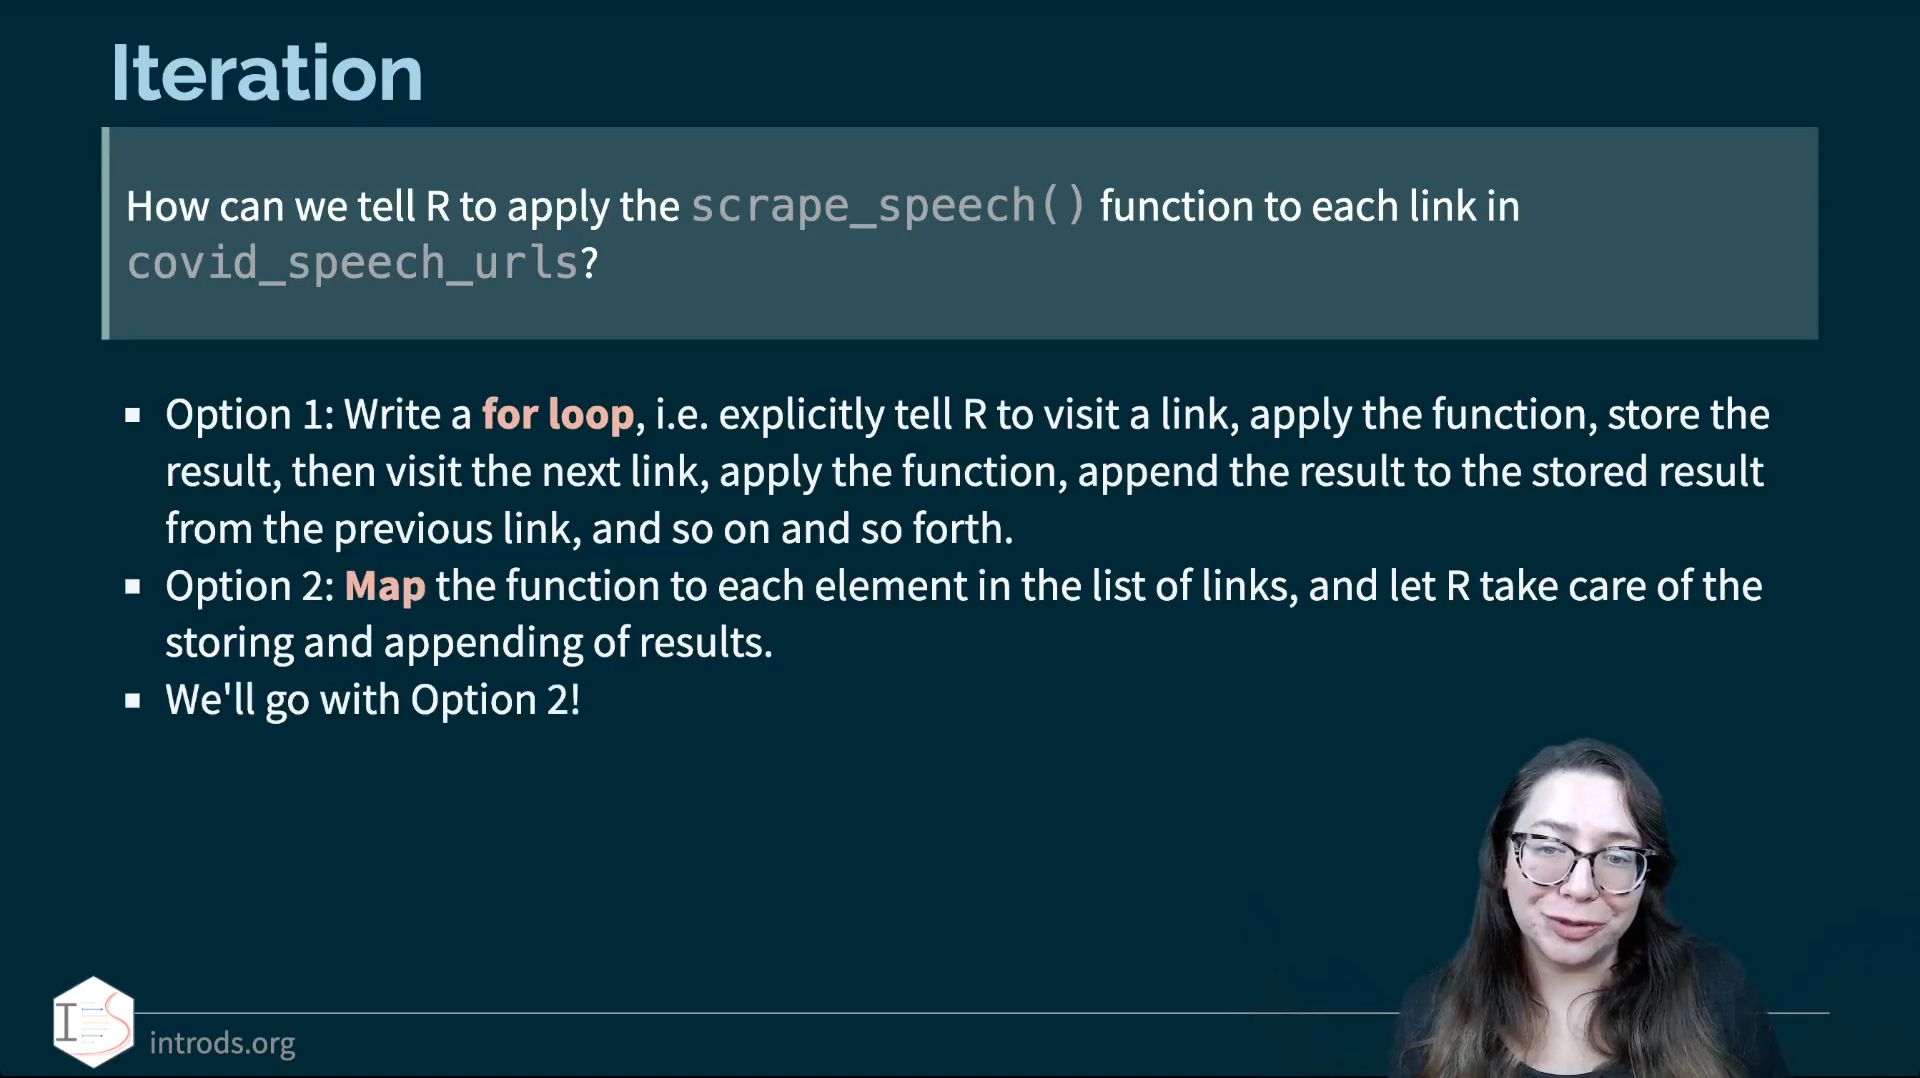 Iteration
How can we tell R to apply the scrape_speech() function to each link in
covid_speech_urls?
▪ Option 1: Write a for loop, i.e. explicitly tell R to visit a link, apply the function, store the
result, then visit the next link, apply the function, append the result to the stored result
from the previous link, and so on and so forth.
▪ Option 2: Map the function to each element in the list of links, and let R take care of the
storing and appending of results.
▪ We'll go with Option 2!
IDS
introds.org